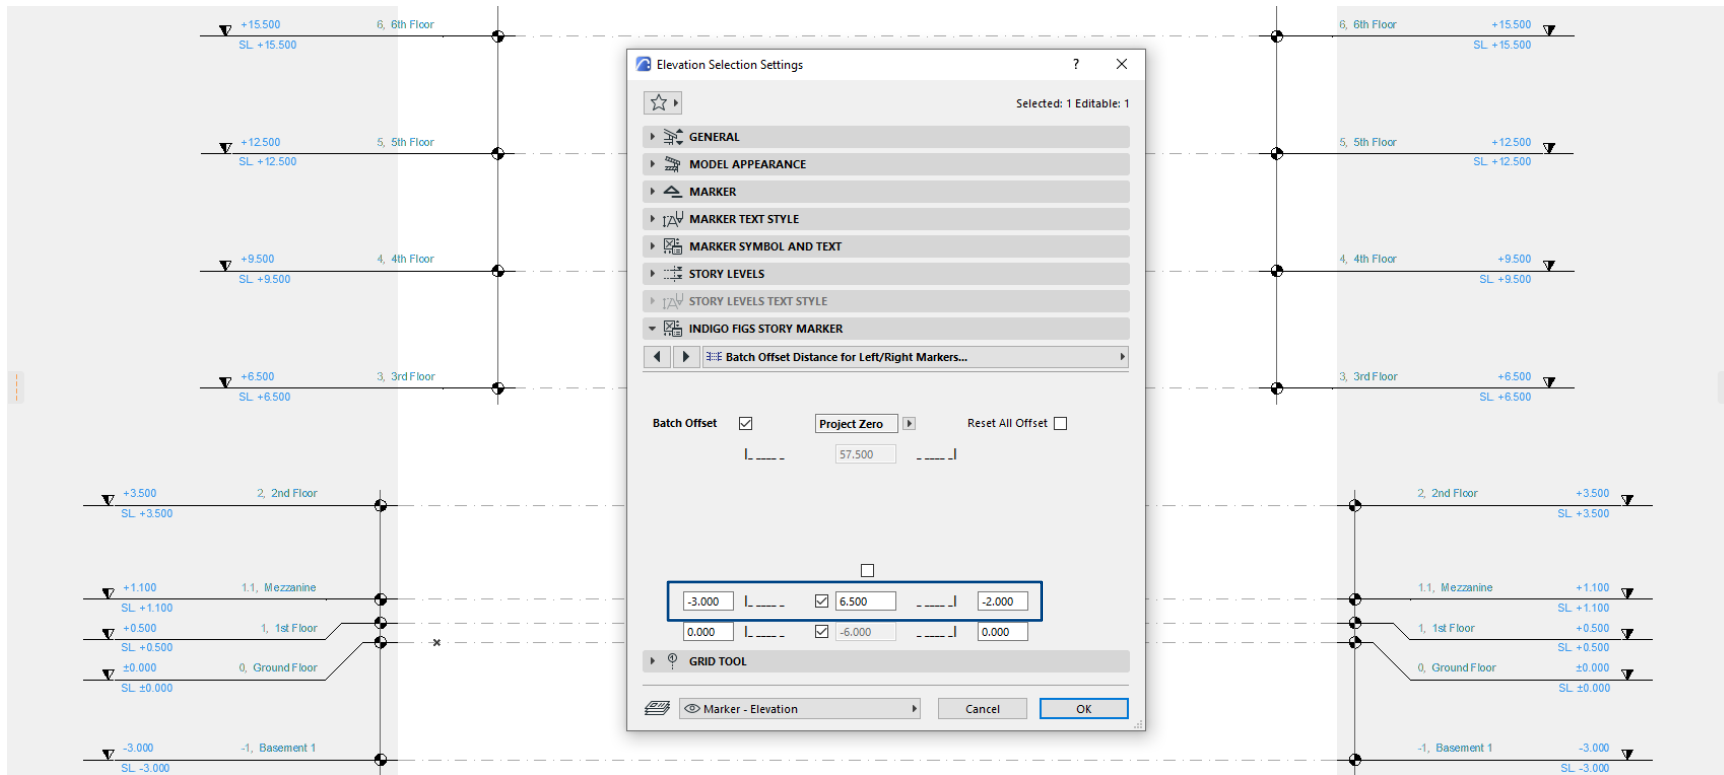 +15.500 6, 6th Floor
SL. +15.500
+12.500 5, 5th Floor
SL. +12.500
+9.500 4, 4th Floor
SL. +9.500
+6.500 3, 3rd Floor
SL. +6.500
+3.500 2, 2nd Floor
SL. +3.500
+1.100 1.1, Mezzanine
SL. +1.100
+0.500 1, 1st Floor
SL. +0.500
±0.000 0, Ground Floor
SL. ±0.000
-3.000 -1, Basement 1
SL. -3.000
Elevation Selection Settings ?
Selected: 1 Editable: 1
GENERAL
MODEL APPEARANCE
MARKER
MARKER TEXT STYLE
MARKER SYMBOL AND TEXT
STORY LEVELS
STORY LEVELS TEXT STYLE
INDIGO FIGS STORY MARKER
Batch Offset Distance for Left/Right Markers...
Batch Offset Project Zero Reset All Offset
57.500
-3.000 6.500 -2.000
0.000 -6.000 0.000
GRID TOOL
Marker - Elevation Cancel OK
6, 6th Floor +15.500
SL. +15.500
5, 5th Floor +12.500
SL. +12.500
4, 4th Floor +9.500
SL. +9.500
3, 3rd Floor +6.500
SL. +6.500
2, 2nd Floor +3.500
SL. +3.500
1.1, Mezzanine +1.100
SL. +1.100
1, 1st Floor +0.500
SL. +0.500
0, Ground Floor ±0.000
SL. ±0.000
-1, Basement 1 -3.000
SL. -3.000